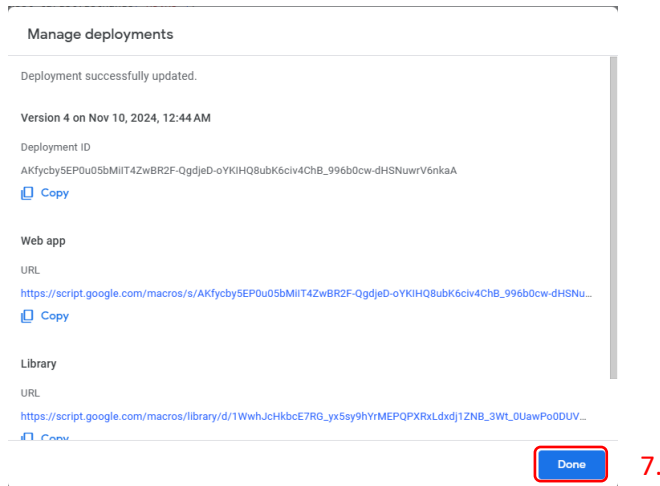 Manage deployments
Deployment successfully updated.
Version 4 on Nov 10, 2024, 12:44 AM
Deployment ID
AKfycby5EP0u05bMiIT4ZwBR2F-QgdjeD-oYKIHQ8ubK6civ4ChB_996b0cw-dHSNuwrV6nkaA
Copy
Web app
URL
https://script.google.com/macros/s/AKfycby5EP0u05bMiIT4ZwBR2F-QgdjeD-oYKIHQ8ubK6civ4ChB_996b0cw-dHSNu...
Copy
Library
URL
https://script.google.com/macros/library/d/1WwhJcHkbcE7RG_yx5sy9hYrMEPQPXRxLdxdj1ZNB_3Wt_0UawPo0DUV...
Copy
Done
7.